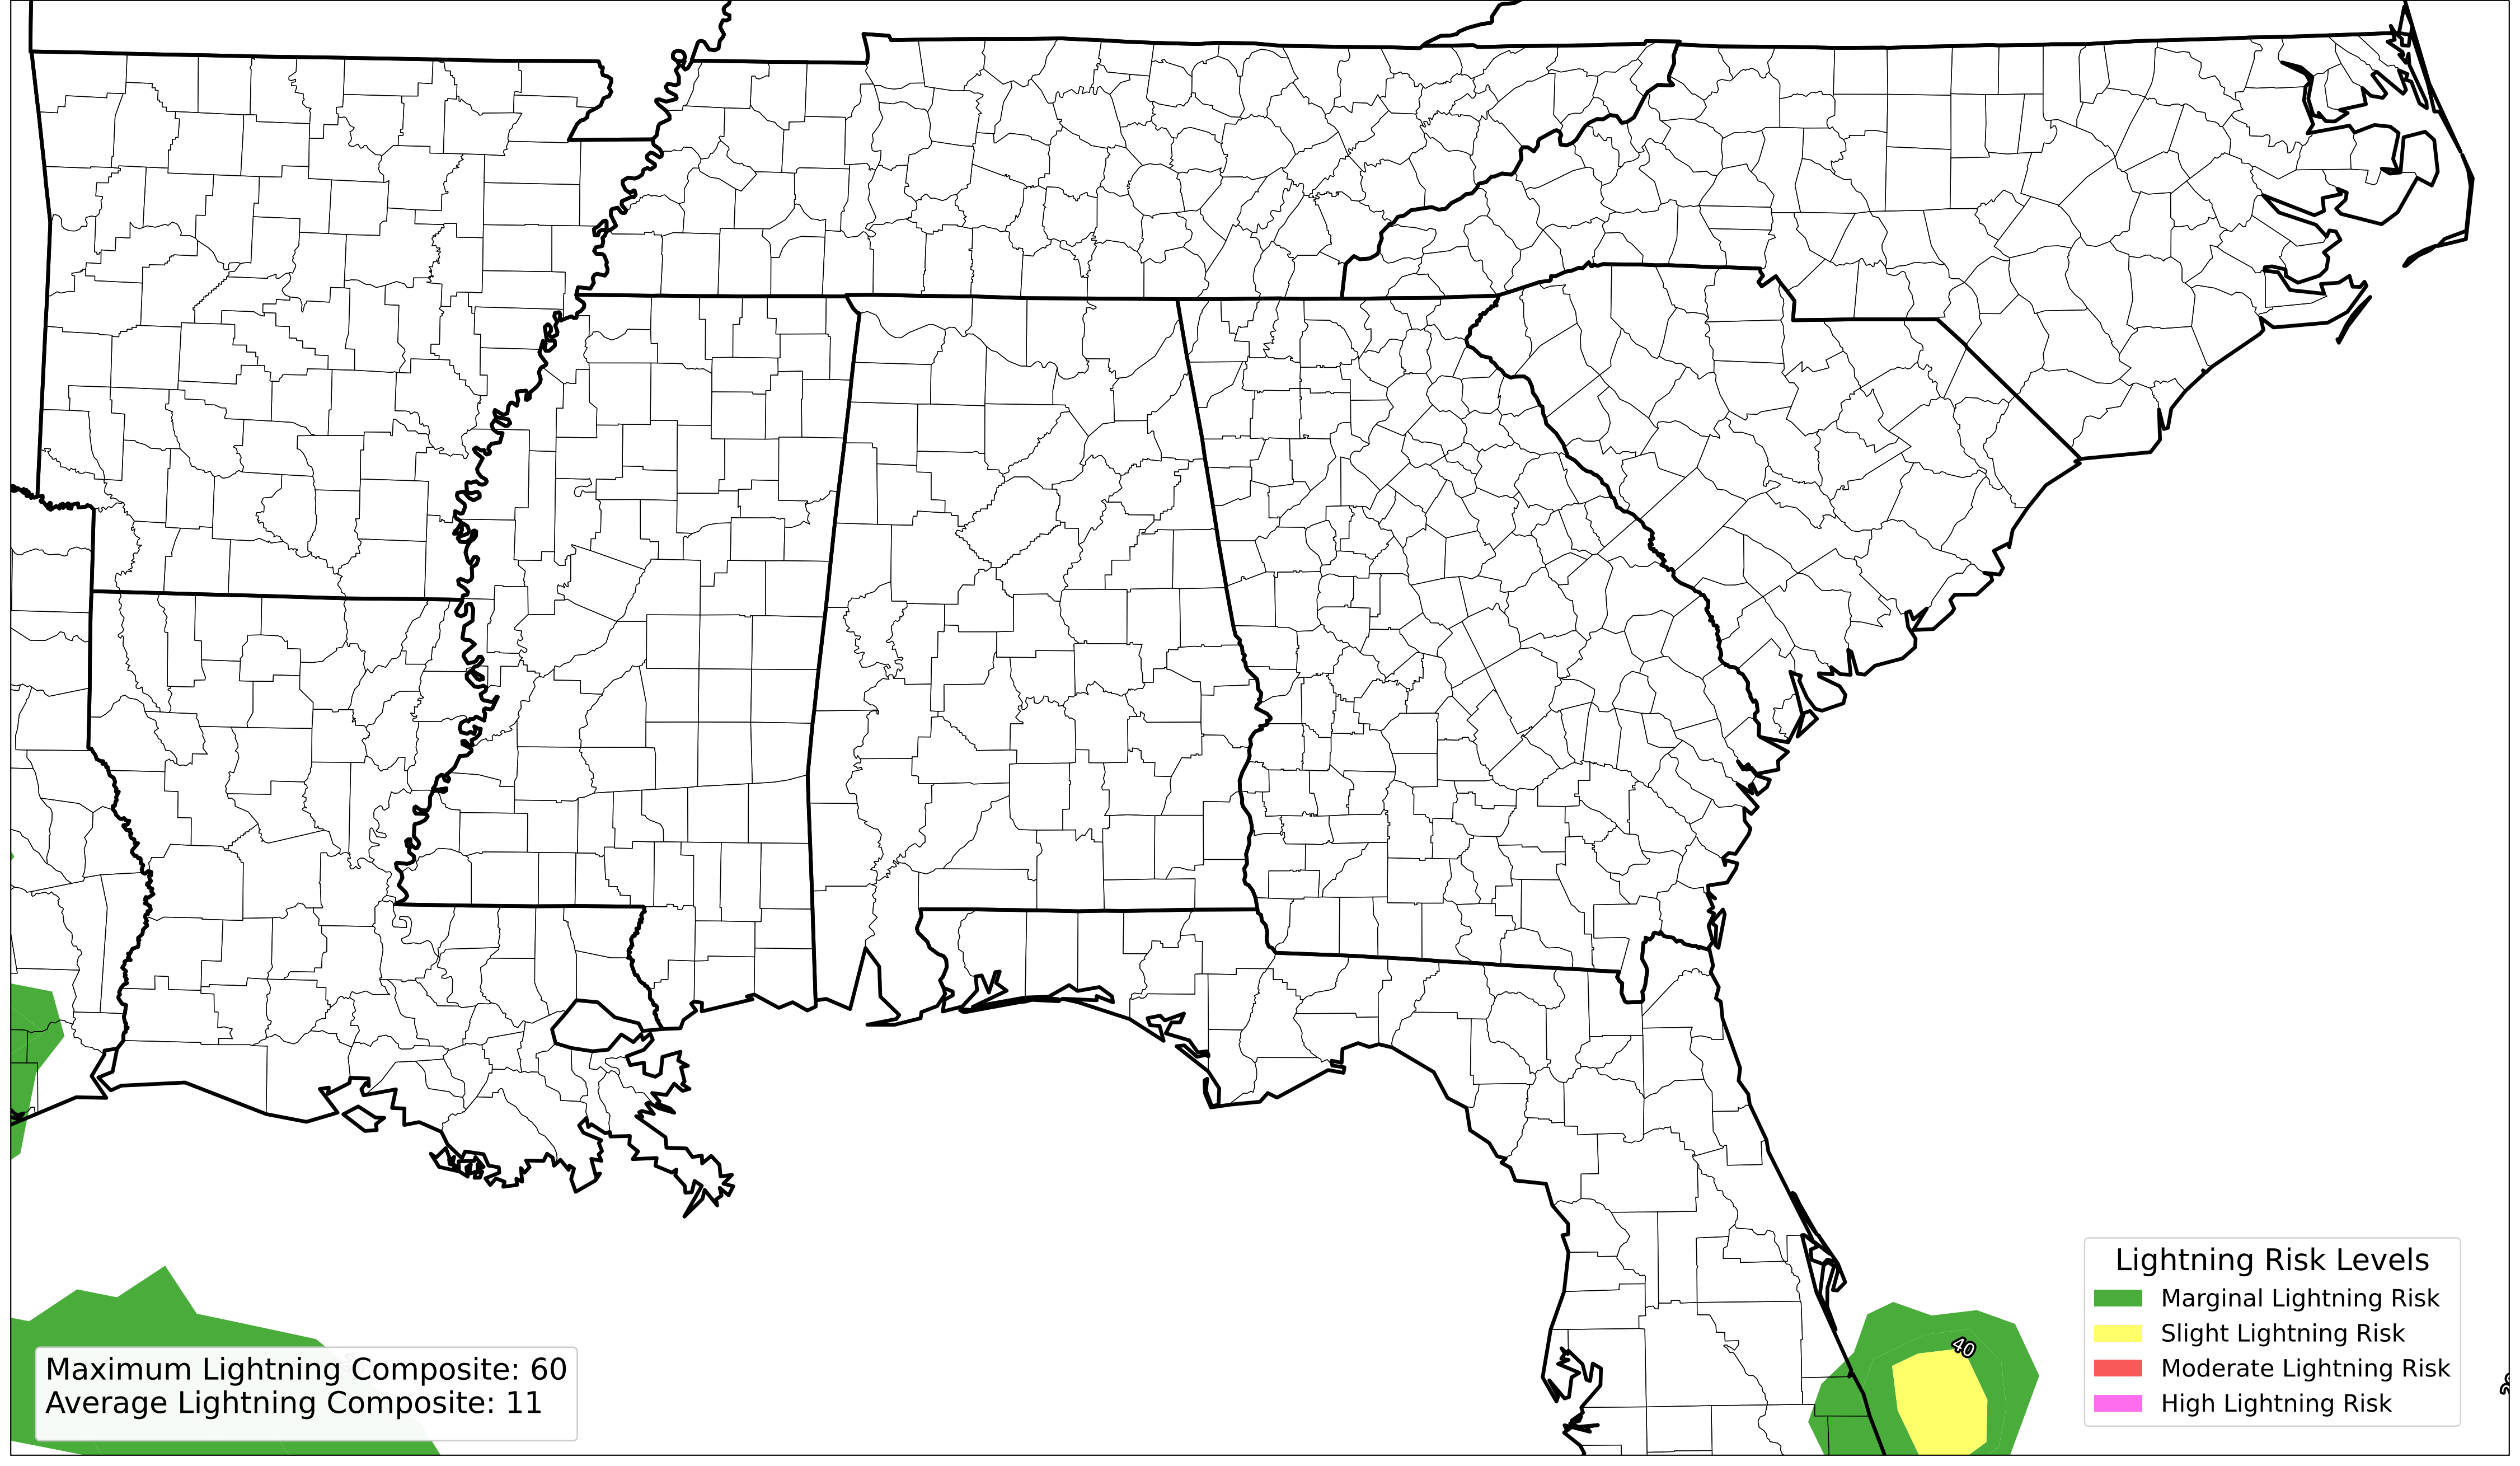 40
Maximum Lightning Composite: 60
Average Lightning Composite: 11
Lightning Risk Levels
Marginal Lightning Risk
Slight Lightning Risk
Moderate Lightning Risk
High Lightning Risk